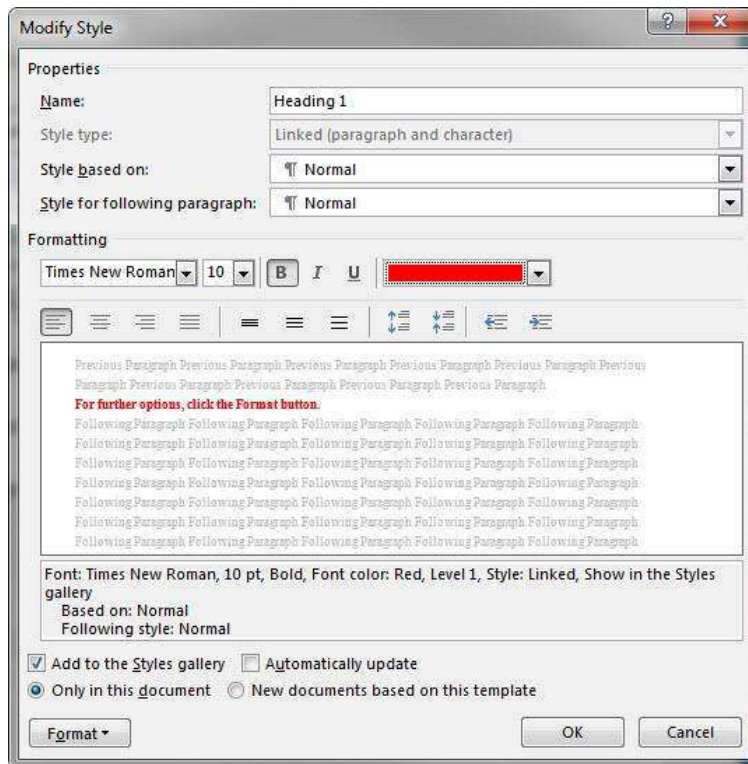 Modify Style
Properties
Name:
Heading 1
Style type:
Linked (paragraph and character)
Style based on:
¶ Normal
Style for following paragraph:
¶ Normal
Formatting
Times New Roman 10 B I U
Previous Paragraph Previous Paragraph Previous Paragraph Previous Paragraph Previous Paragraph Previous
Paragraph Previous Paragraph Previous Paragraph Previous Paragraph Previous Paragraph
For further options, click the Format button.
Following Paragraph Following Paragraph Following Paragraph Following Paragraph Following Paragraph
Following Paragraph Following Paragraph Following Paragraph Following Paragraph Following Paragraph
Following Paragraph Following Paragraph Following Paragraph Following Paragraph Following Paragraph
Following Paragraph Following Paragraph Following Paragraph Following Paragraph Following Paragraph
Following Paragraph Following Paragraph Following Paragraph Following Paragraph Following Paragraph
Following Paragraph Following Paragraph Following Paragraph Following Paragraph Following Paragraph
Following Paragraph Following Paragraph Following Paragraph Following Paragraph Following Paragraph
Font: Times New Roman, 10 pt, Bold, Font color: Red, Level 1, Style: Linked, Show in the Styles
gallery
Based on: Normal
Following style: Normal
Add to the Styles gallery Automatically update
Only in this document New documents based on this template
Format OK Cancel